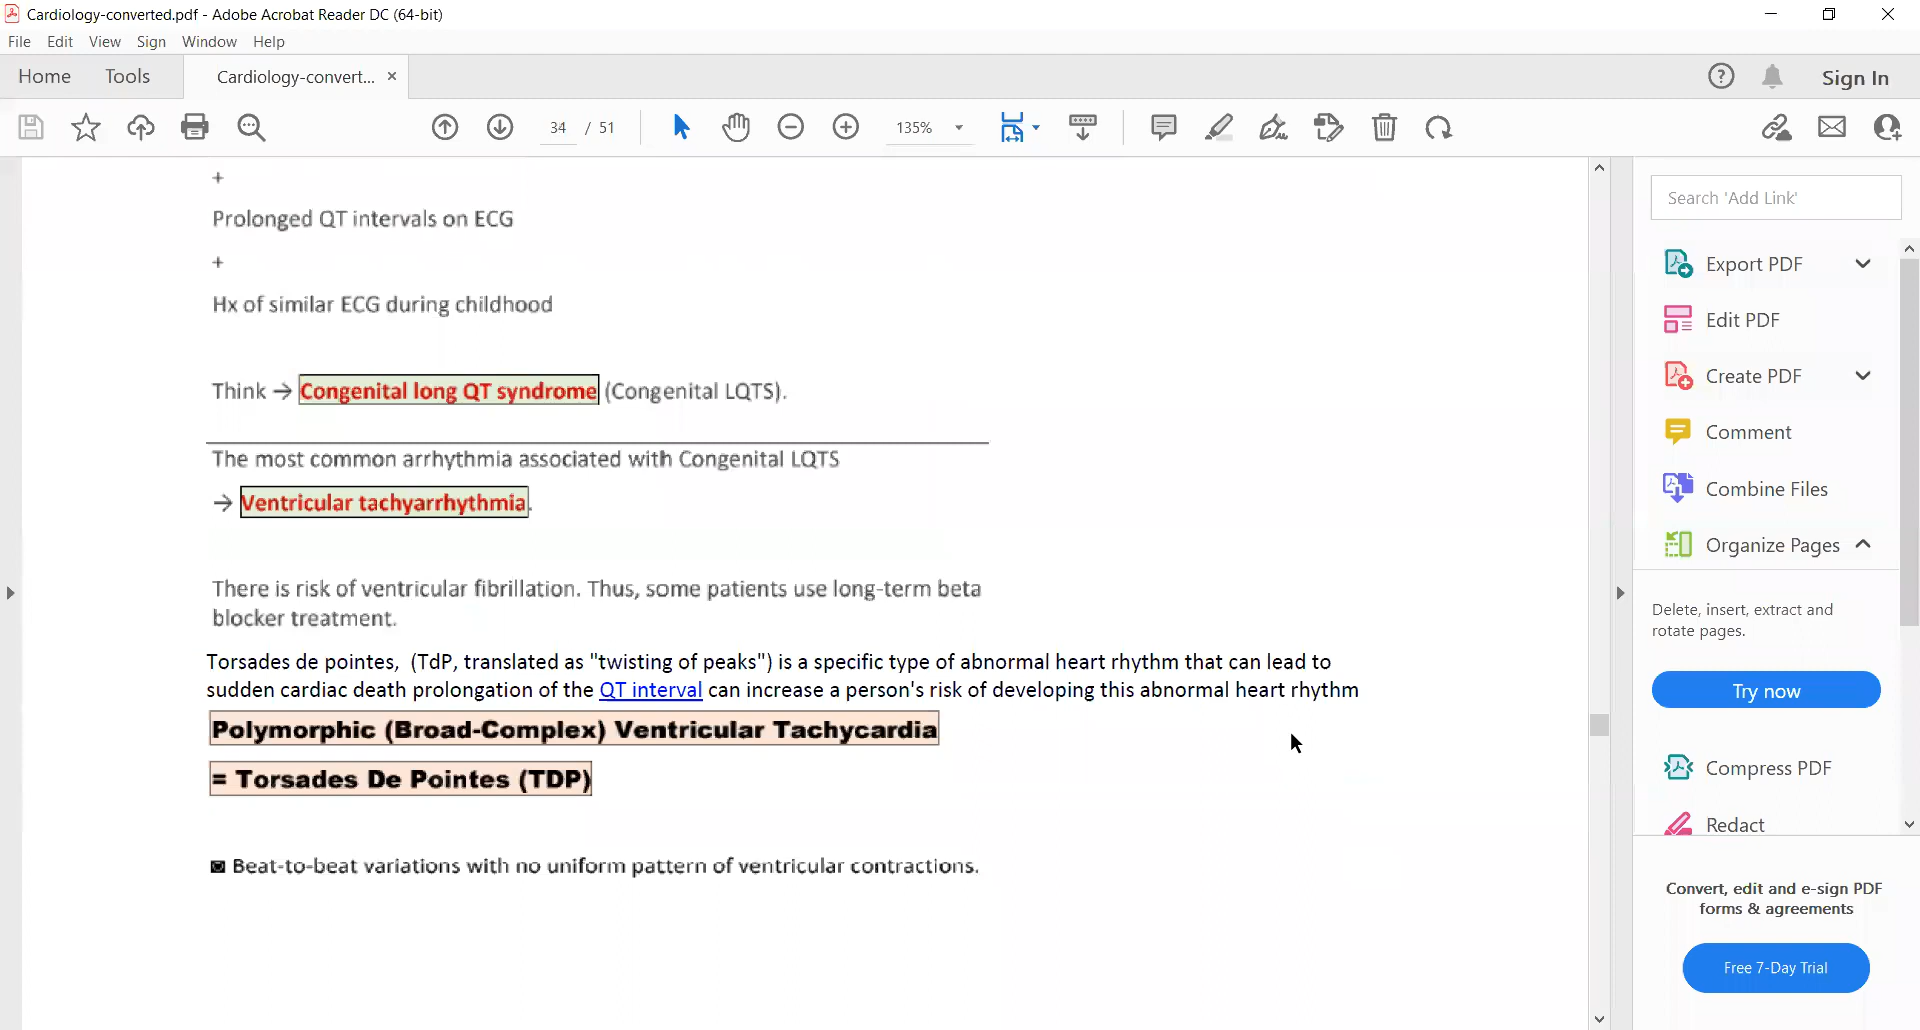 Cardiology-converted.pdf - Adobe Acrobat Reader DC (64-bit)
File Edit View Sign Window Help
Home Tools Cardiology-convert... × Sign In
34 / 51 135%
+
Prolonged QT intervals on ECG
+
Hx of similar ECG during childhood
Think → Congenital long QT syndrome (Congenital LQTS).
The most common arrhythmia associated with Congenital LQTS
→ Ventricular tachyarrhythmia.
There is risk of ventricular fibrillation. Thus, some patients use long-term beta
blocker treatment.
Torsades de pointes, (TdP, translated as "twisting of peaks") is a specific type of abnormal heart rhythm that can lead to
sudden cardiac death prolongation of the QT interval can increase a person's risk of developing this abnormal heart rhythm
Polymorphic (Broad-Complex) Ventricular Tachycardia
= Torsades De Pointes (TDP)
Beat-to-beat variations with no uniform pattern of ventricular contractions.
Search 'Add Link'
Export PDF
Edit PDF
Create PDF
Comment
Combine Files
Organize Pages
Delete, insert, extract and
rotate pages.
Try now
Compress PDF
Redact
Convert, edit and e-sign PDF
forms & agreements
Free 7-Day Trial